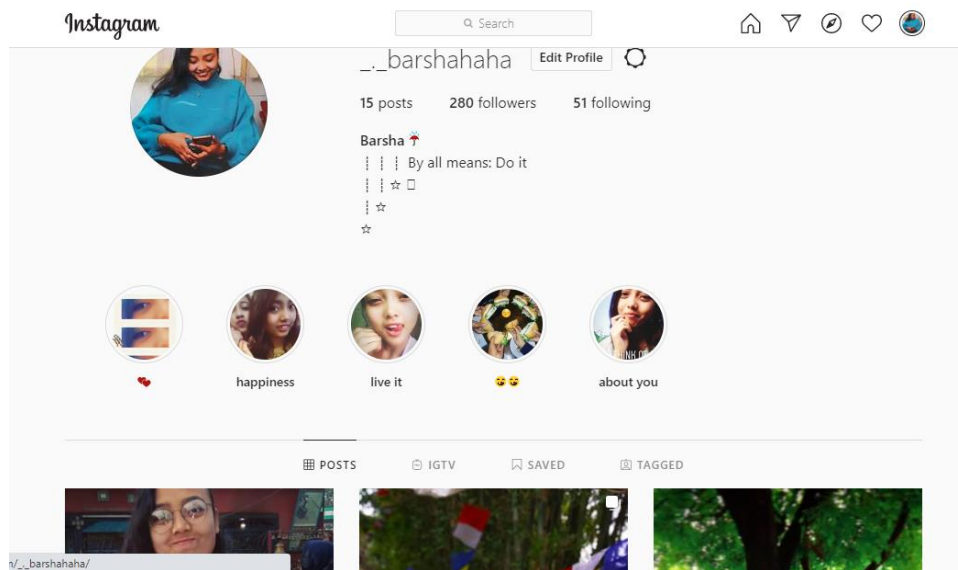 Instagram
Search
_._barshahaha Edit Profile
15 posts 280 followers 51 following
Barsha
┊ ┊ ┊ By all means: Do it
┊ ┊ ☆
┊ ☆
☆
happiness live it about you
POSTS IGTV SAVED TAGGED
/_._barshahaha/